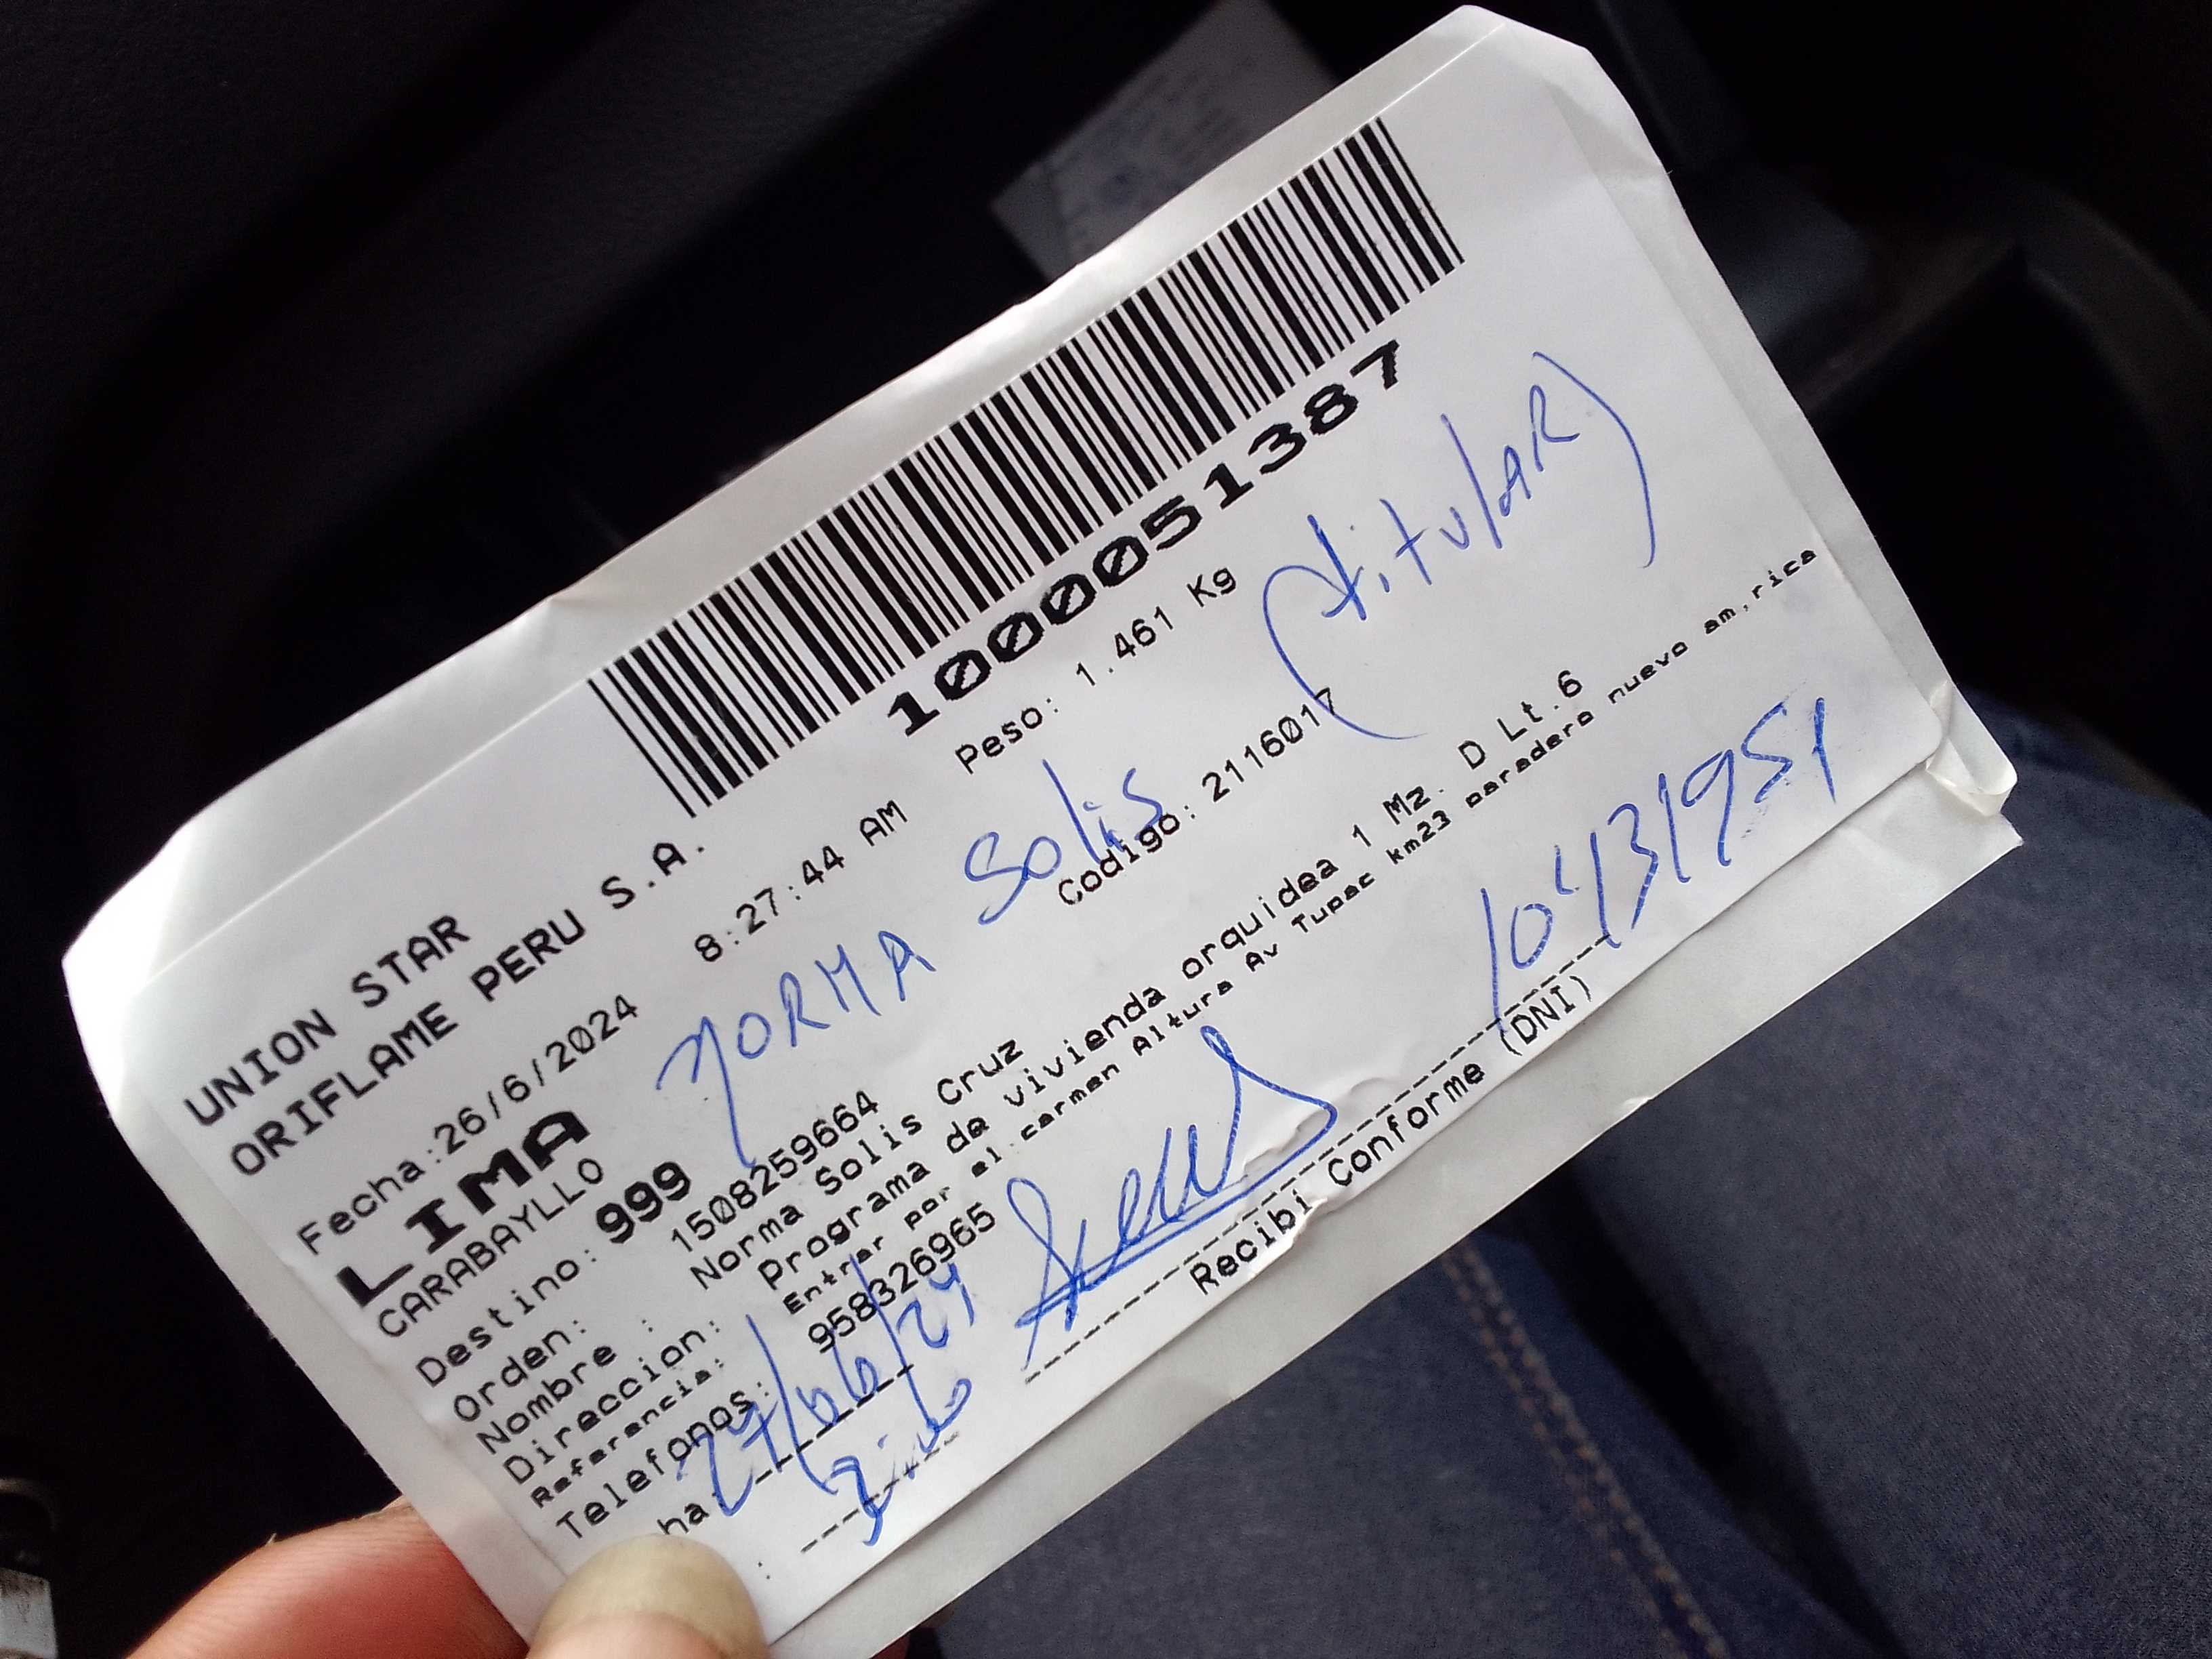 1000051387
UNION STAR
ORIFLAME PERU S.A.
Fecha:26/6/2024 8:27:44 AM Peso: 1.461 Kg
LIMA
CARABAYLLO
NORMA Solis (titulAR)
Destino: 999
Orden: 1508259664 Codigo: 2116017
Nombre : Norma Solis Cruz
Direccion: Programa de vivienda orquidea 1 Mz. D Lt.6
Referencia: Entrar por el carmen Altura Av Tupac km23 paradero nuevo am,rica
Telefonos: 958326965
ha: 27/06/24
:
10431951
Recibi Conforme (DNI)